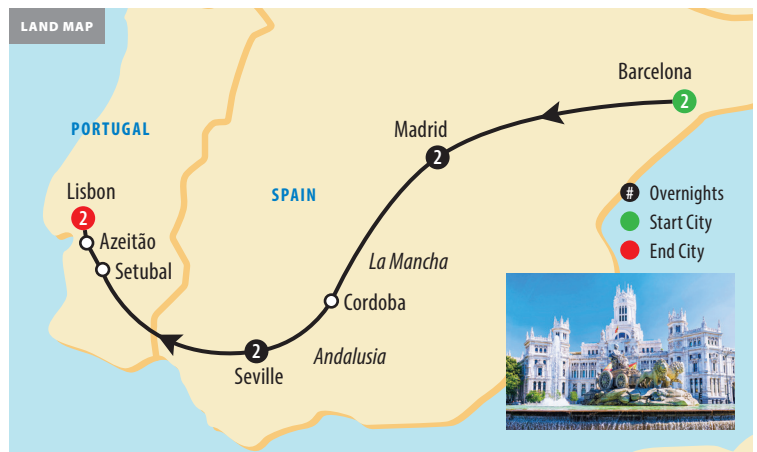 LAND MAP
Barcelona
2
Madrid
2
PORTUGAL
Lisbon
2
SPAIN
# Overnights
Start City
End City
Azeitão
Setubal
La Mancha
Cordoba
2
Seville
Andalusia